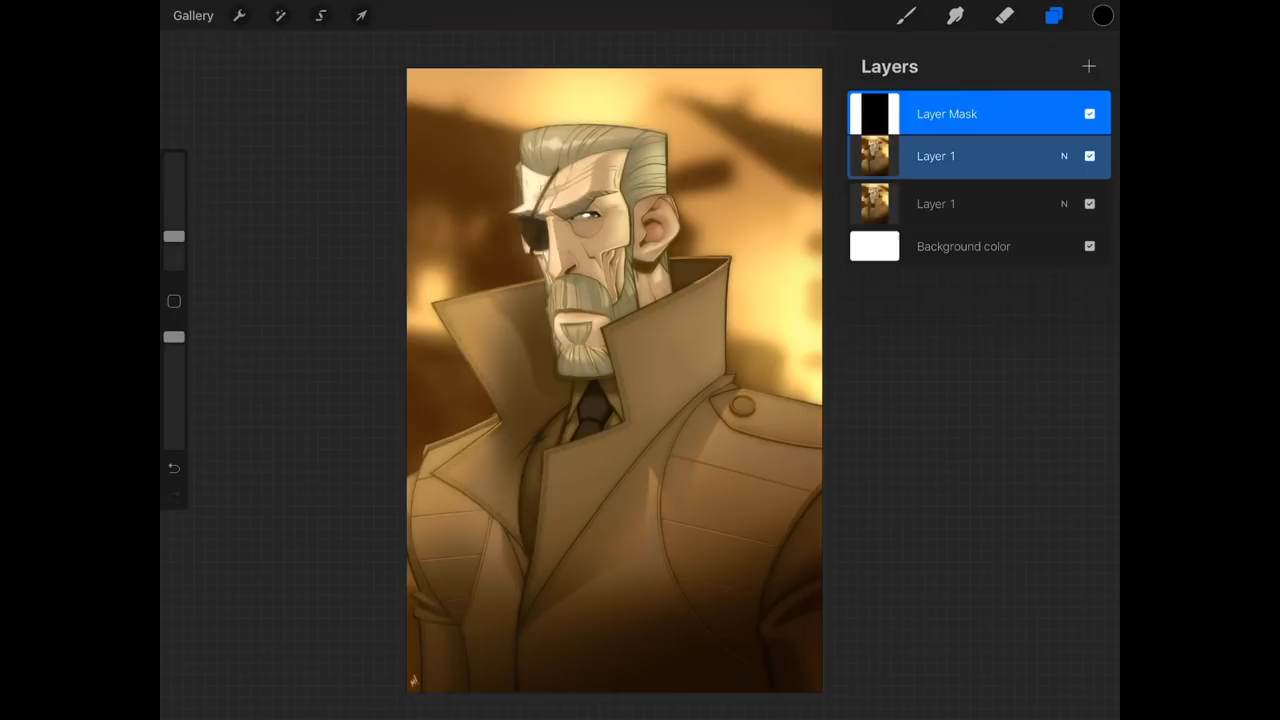 Gallery
Layers
Layer Mask
Layer 1 N
Layer 1 N
Background color